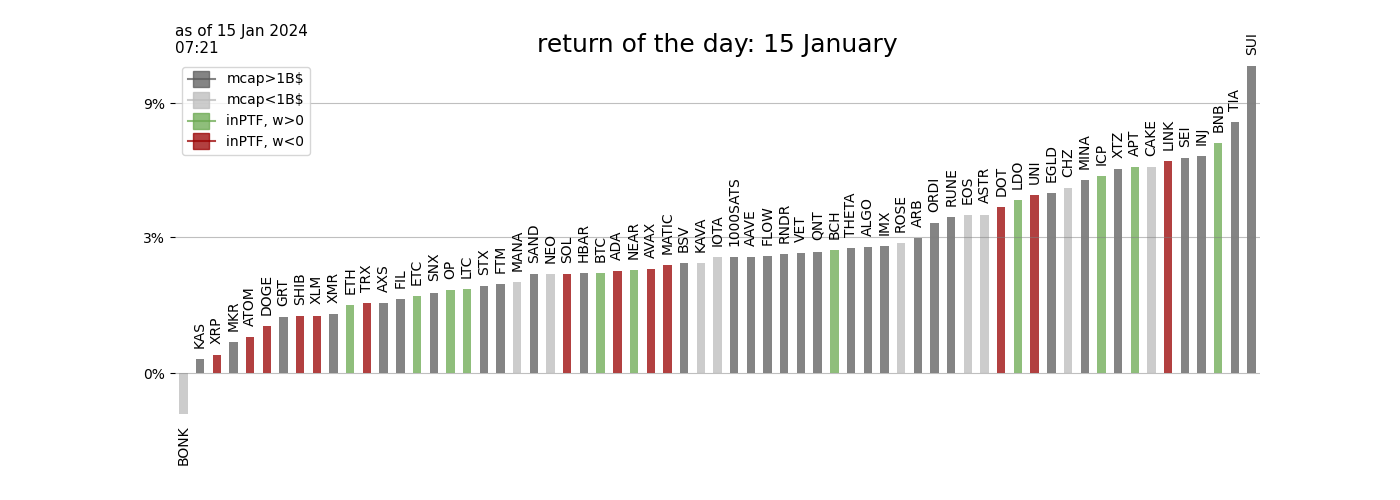 as of 15 Jan 2024
07:21
return of the day: 15 January
mcap>1B$
mcap<1B$
inPTF, w>0
inPTF, w<0
9%
3%
0%
BONK
KAS
XRP
MKR
ATOM
DOGE
GRT
SHIB
XLM
XMR
ETH
TRX
AXS
FIL
ETC
SNX
OP
LTC
STX
FTM
MANA
SAND
NEO
SOL
HBAR
BTC
ADA
NEAR
AVAX
MATIC
BSV
KAVA
IOTA
1000SATS
AAVE
FLOW
RNDR
VET
QNT
BCH
THETA
ALGO
IMX
ROSE
ARB
ORDI
RUNE
EOS
ASTR
DOT
LDO
UNI
EGLD
CHZ
MINA
ICP
XTZ
APT
CAKE
LINK
SEI
INJ
BNB
TIA
SUI